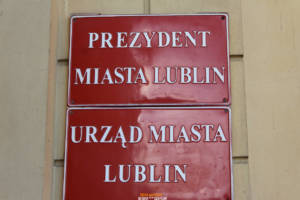 PREZYDENT
MIASTA LUBLIN
URZĄD MIASTA
LUBLIN